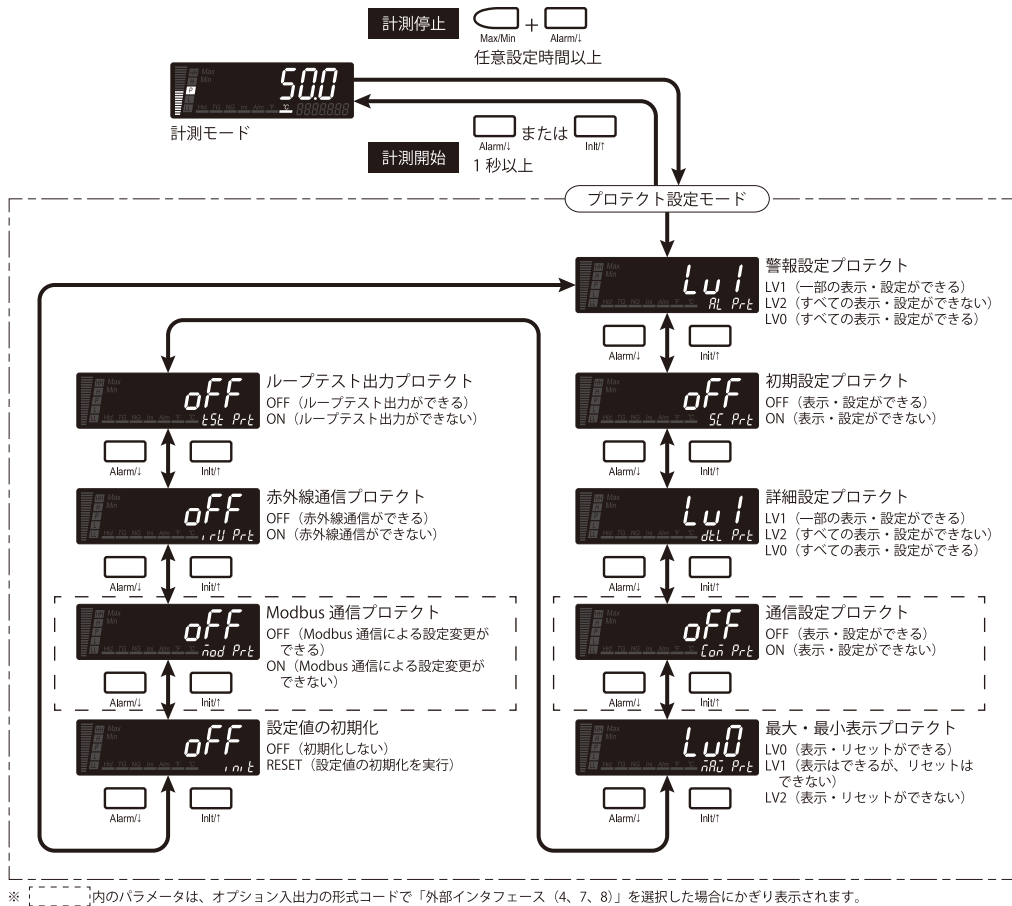 計測停止
Max/Min + Alarm/↓
任意設定時間以上
Max
Min
HH
H
P
L
LL
50.0
Hld TG NG Ini Alm °F °C 8888888
計測モード
計測開始
Alarm/↓ または Init/↑
1 秒以上
プロテクト設定モード
Lv1
AL Prt
警報設定プロテクト
LV1(一部の表示・設定ができる)
LV2(すべての表示・設定ができない)
LV0(すべての表示・設定ができる)
Alarm/↓ Init/↑
oFF
SC Prt
初期設定プロテクト
OFF(表示・設定ができる)
ON(表示・設定ができない)
Alarm/↓ Init/↑
Lv1
dtL Prt
詳細設定プロテクト
LV1(一部の表示・設定ができる)
LV2(すべての表示・設定ができない)
LV0(すべての表示・設定ができる)
Alarm/↓ Init/↑
oFF
Com Prt
通信設定プロテクト
OFF(表示・設定ができる)
ON(表示・設定ができない)
Alarm/↓ Init/↑
Lv0
Prt
最大・最小表示プロテクト
LV0(表示・リセットができる)
LV1(表示はできるが、リセットは
できない)
LV2(表示・リセットができない)
Alarm/↓ Init/↑
oFF
tSt Prt
ループテスト出力プロテクト
OFF(ループテスト出力ができる)
ON(ループテスト出力ができない)
Alarm/↓ Init/↑
oFF
Prt
赤外線通信プロテクト
OFF(赤外線通信ができる)
ON(赤外線通信ができない)
Alarm/↓ Init/↑
oFF
mod Prt
Modbus 通信プロテクト
OFF(Modbus 通信による設定変更が
できる)
ON(Modbus 通信による設定変更が
できない)
Alarm/↓ Init/↑
oFF
init
設定値の初期化
OFF(初期化しない)
RESET(設定値の初期化を実行)
Alarm/↓ Init/↑
※ 内のパラメータは、オプション入出力の形式コードで「外部インタフェース(4、7、8)」を選択した場合にかぎり表示されます。